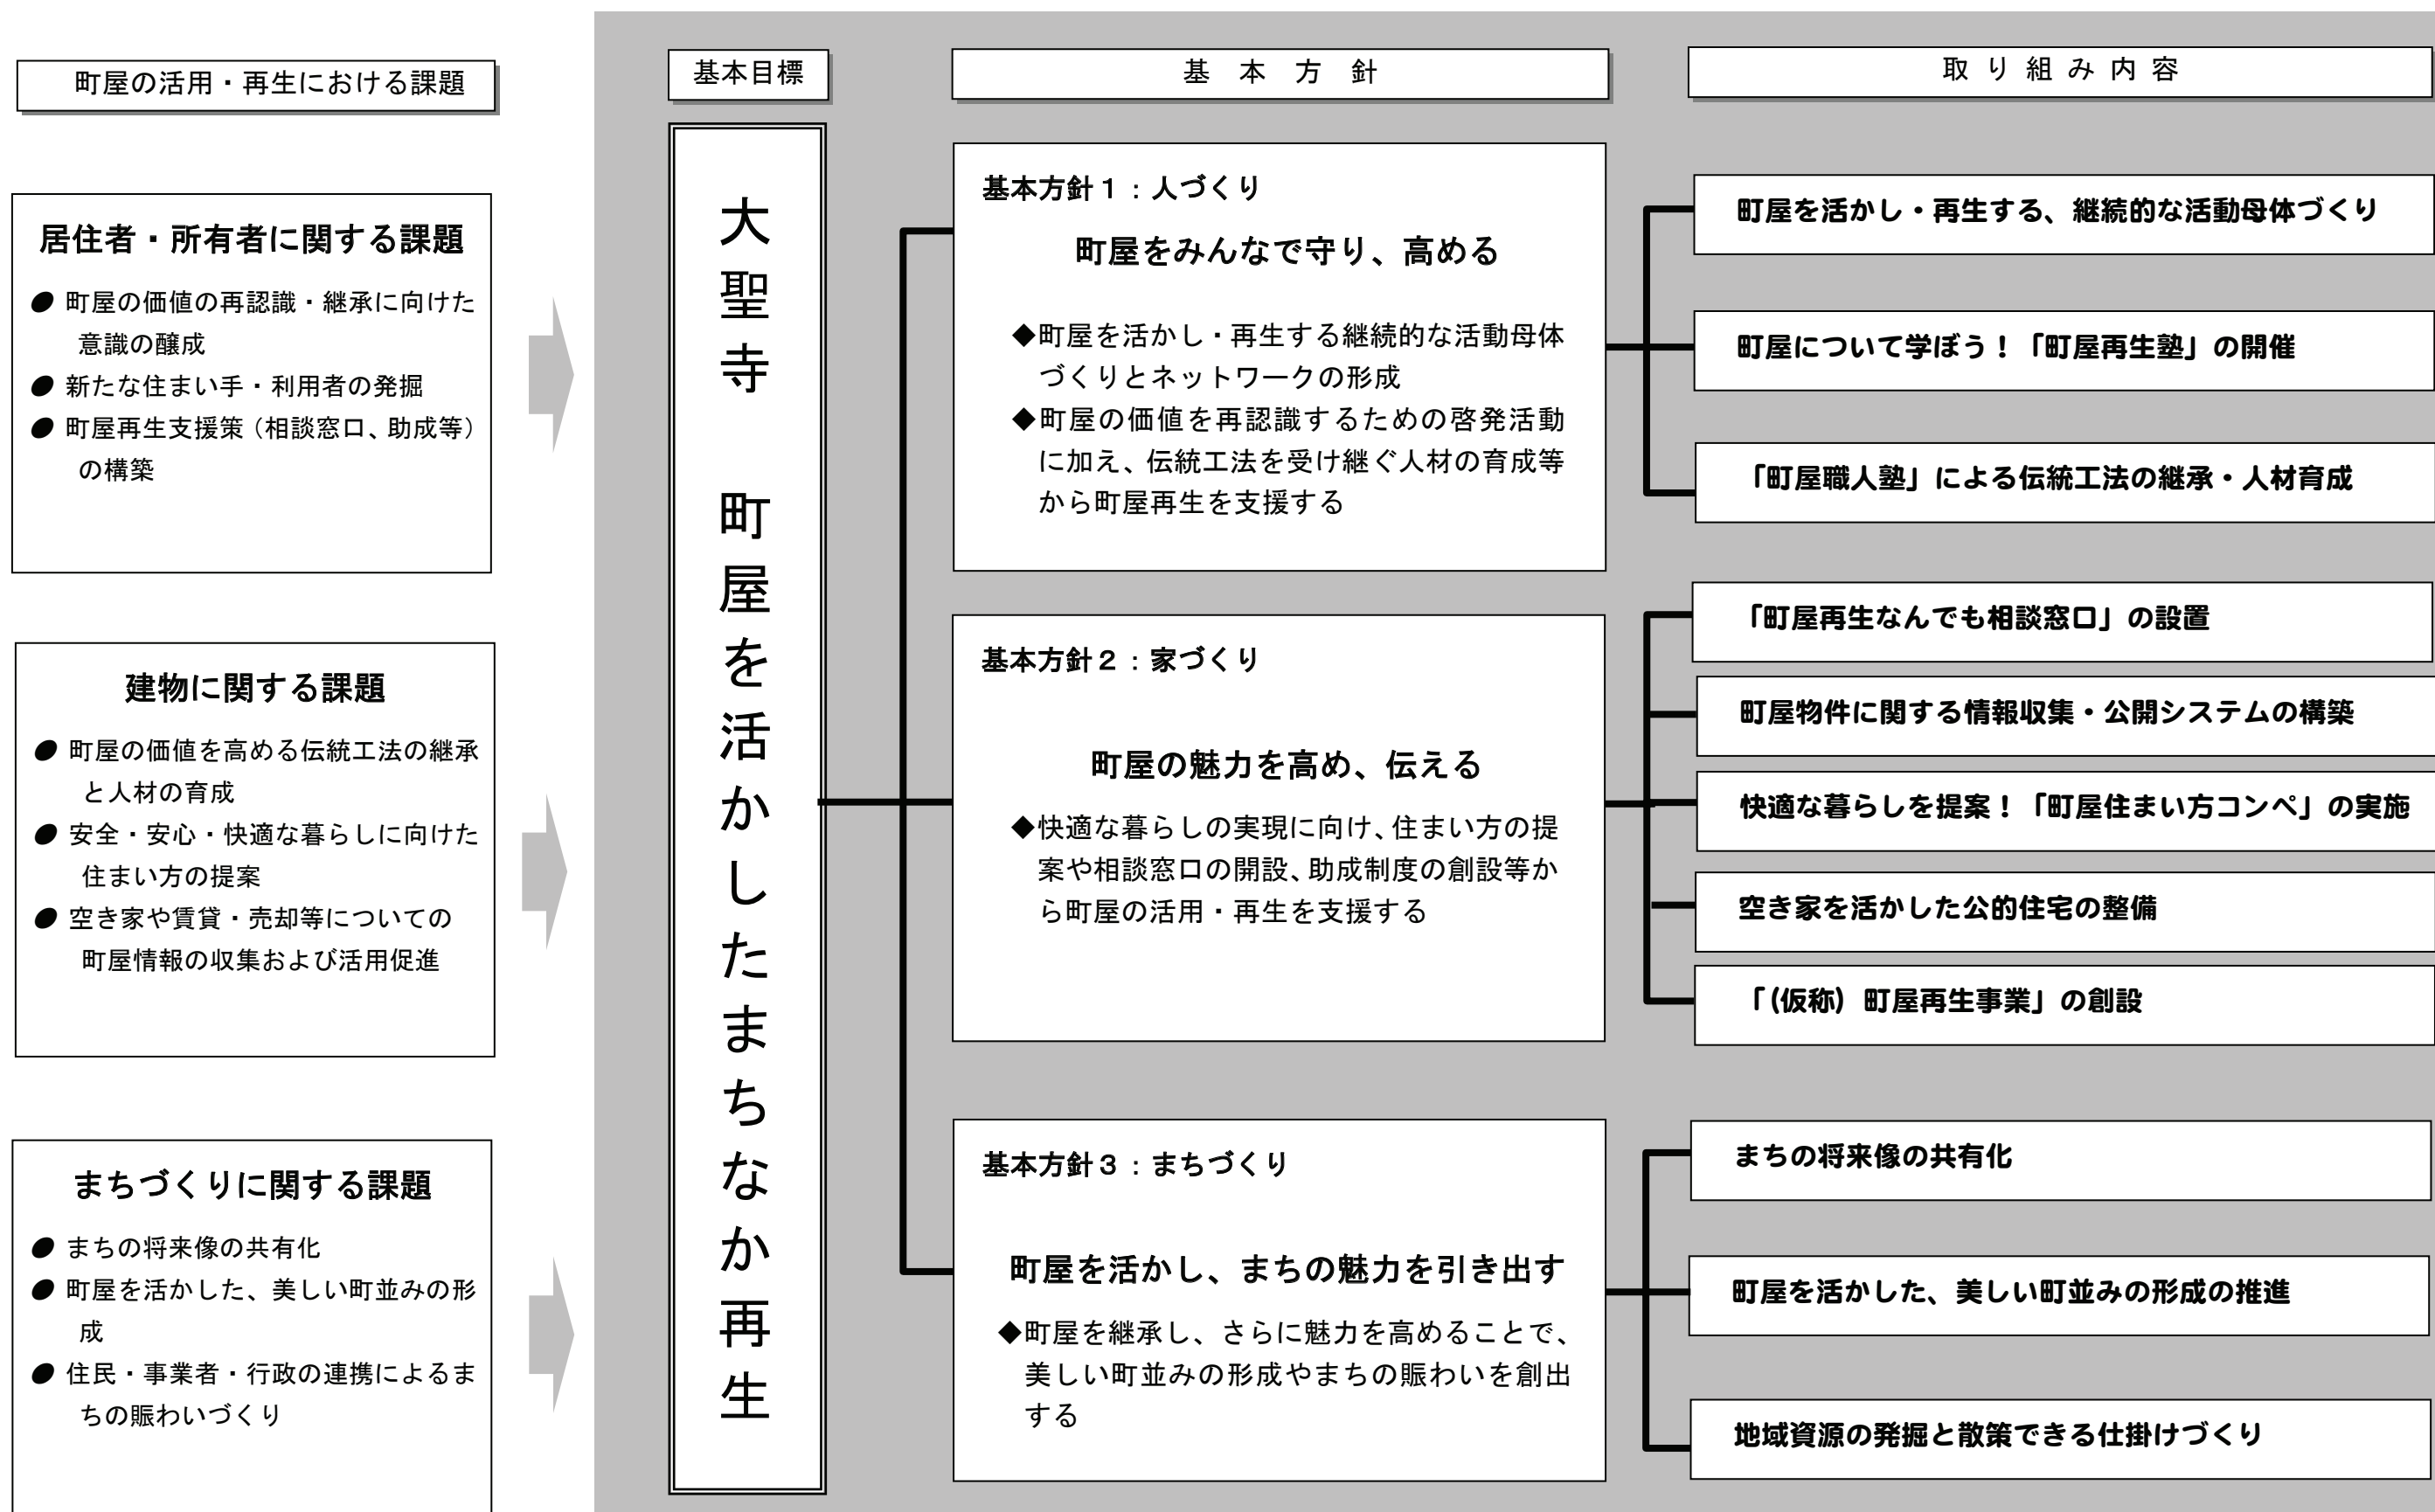 町屋の活用・再生における課題
居住者・所有者に関する課題
● 町屋の価値の再認識・継承に向けた
意識の醸成
● 新たな住まい手・利用者の発掘
● 町屋再生支援策（相談窓口、助成等）
の構築
建物に関する課題
● 町屋の価値を高める伝統工法の継承
と人材の育成
● 安全・安心・快適な暮らしに向けた
住まい方の提案
● 空き家や賃貸・売却等についての
町屋情報の収集および活用促進
まちづくりに関する課題
● まちの将来像の共有化
● 町屋を活かした、美しい町並みの形
成
● 住民・事業者・行政の連携によるま
ちの賑わいづくり
基本目標
大聖寺　町屋を活かしたまちなか再生
基　本　方　針
基本方針１：人づくり
町屋をみんなで守り、高める
◆町屋を活かし・再生する継続的な活動母体
づくりとネットワークの形成
◆町屋の価値を再認識するための啓発活動
に加え、伝統工法を受け継ぐ人材の育成等
から町屋再生を支援する
基本方針２：家づくり
町屋の魅力を高め、伝える
◆快適な暮らしの実現に向け、住まい方の提
案や相談窓口の開設、助成制度の創設等か
ら町屋の活用・再生を支援する
基本方針３：まちづくり
町屋を活かし、まちの魅力を引き出す
◆町屋を継承し、さらに魅力を高めることで、
美しい町並みの形成やまちの賑わいを創出
する
取 り 組 み 内 容
町屋を活かし・再生する、継続的な活動母体づくり
町屋について学ぼう！「町屋再生塾」の開催
「町屋職人塾」による伝統工法の継承・人材育成
「町屋再生なんでも相談窓口」の設置
町屋物件に関する情報収集・公開システムの構築
快適な暮らしを提案！「町屋住まい方コンペ」の実施
空き家を活かした公的住宅の整備
「(仮称) 町屋再生事業」の創設
まちの将来像の共有化
町屋を活かした、美しい町並みの形成の推進
地域資源の発掘と散策できる仕掛けづくり